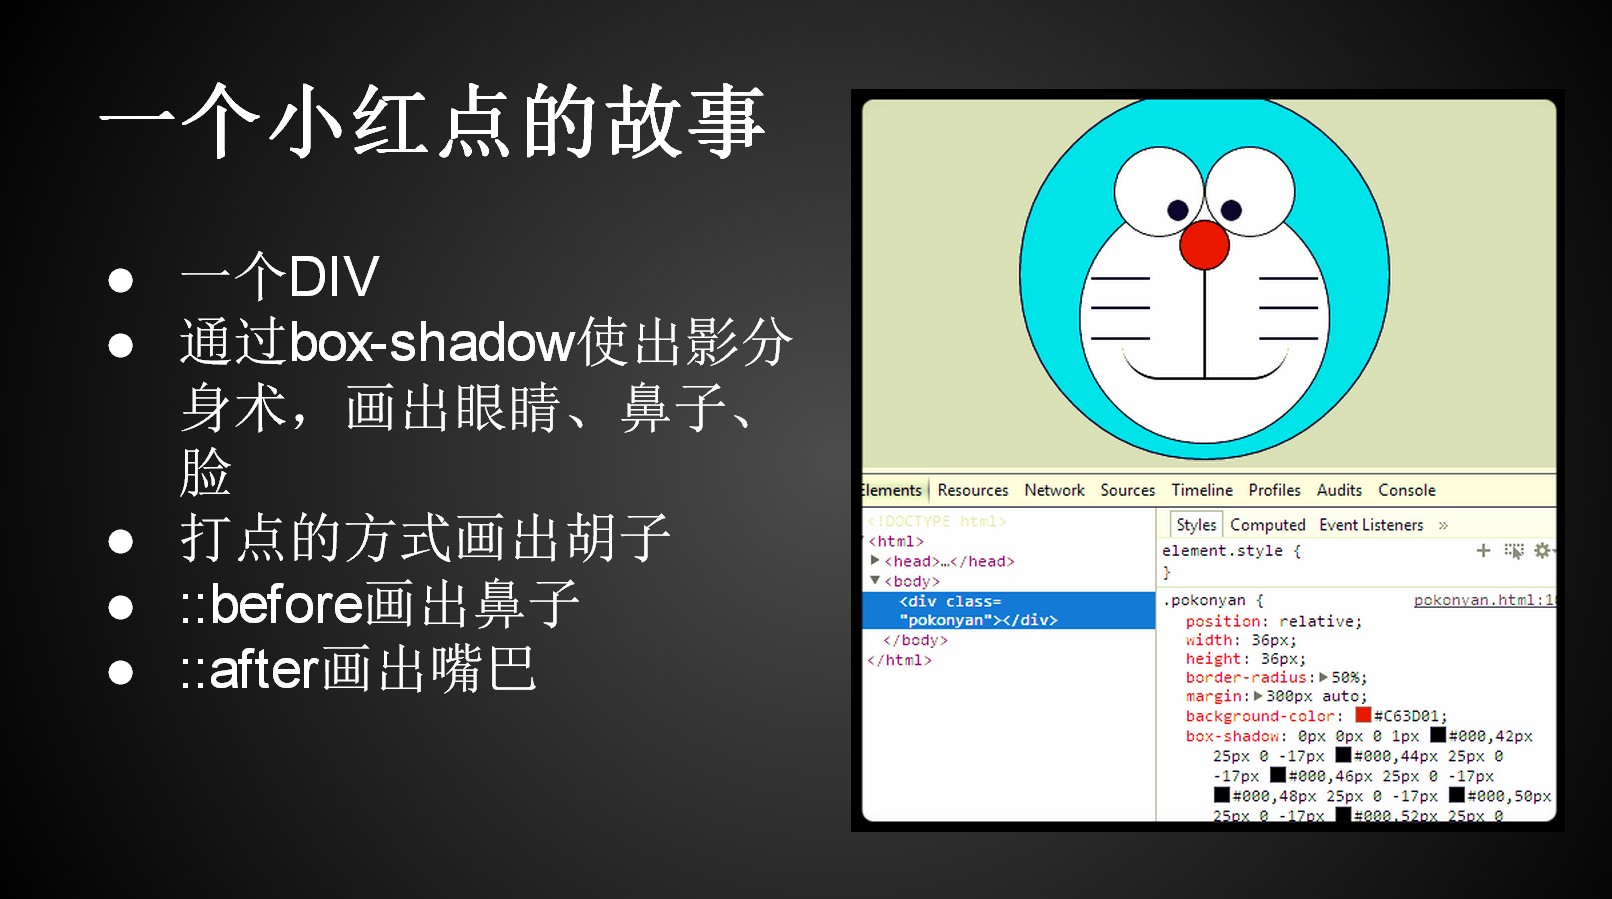 一个小红点的故事
● 一个DIV
● 通过box-shadow使出影分
身术，画出眼睛、鼻子、
脸
● 打点的方式画出胡子
● ::before画出鼻子
● ::after画出嘴巴
Elements Resources Network Sources Timeline Profiles Audits Console
<!DOCTYPE html>
<html>
▶<head>…</head>
▼<body>
<div class=
"pokonyan"></div>
</body>
</html>
Styles Computed Event Listeners »
element.style {
}
.pokonyan { pokonyan.html:1
position: relative;
width: 36px;
height: 36px;
border-radius:▶50%;
margin:▶300px auto;
background-color: #C63D01;
box-shadow: 0px 0px 0 1px #000,42px
25px 0 -17px #000,44px 25px 0
-17px #000,46px 25px 0 -17px
#000,48px 25px 0 -17px #000,50px
25px 0 -17px #000,52px 25px 0